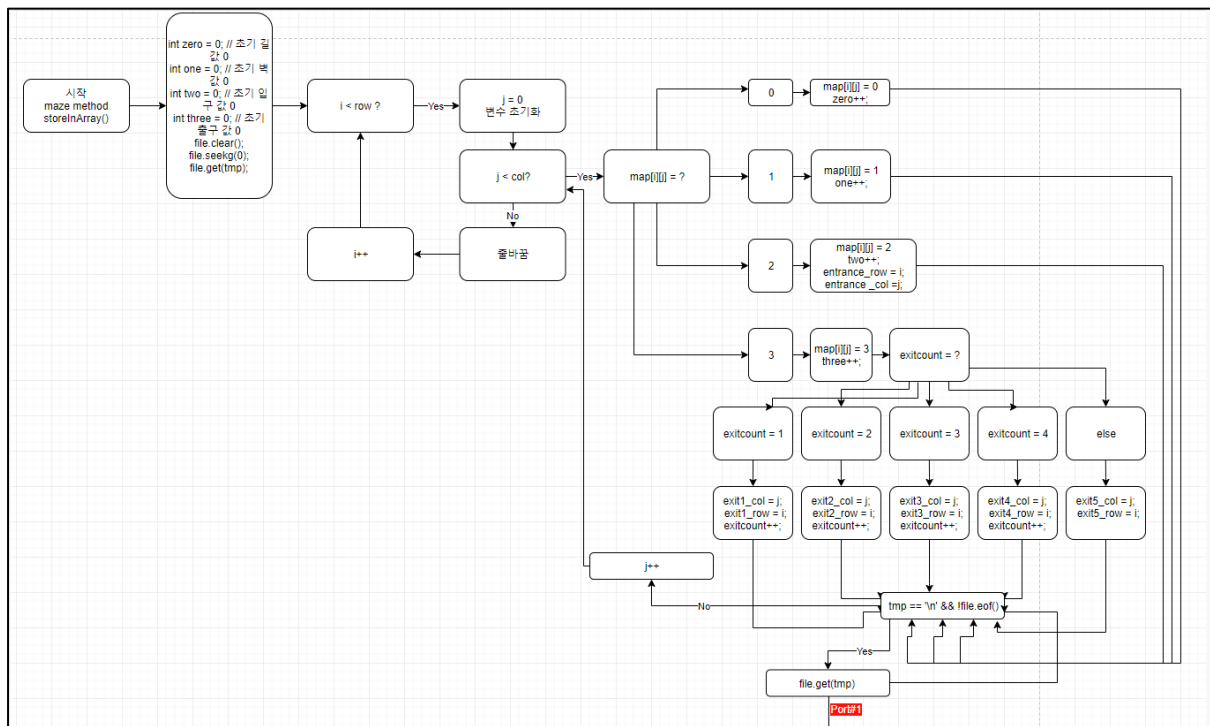 시작
maze method
storeInArray()
int zero = 0; // 초기 길
값 0
int one = 0; // 초기 벽
값 0
int two = 0; // 초기 입
구 값 0
int three = 0; // 초기
출구 값 0
file.clear();
file.seekg(0);
file.get(tmp);
i < row ?
Yes
j = 0
변수 초기화
j < col?
Yes
No
줄바꿈
i++
map[i][j] = ?
0
map[i][j] = 0
zero++;
1
map[i][j] = 1
one++;
2
map[i][j] = 2
two++;
entrance_row = i;
entrance _col =j;
3
map[i][j] = 3
three++;
exitcount = ?
exitcount = 1
exitcount = 2
exitcount = 3
exitcount = 4
else
exit1_col = j;
exit1_row = i;
exitcount++;
exit2_col = j;
exit2_row = i;
exitcount++;
exit3_col = j;
exit3_row = i;
exitcount++;
exit4_col = j;
exit4_row = i;
exitcount++;
exit5_col = j;
exit5_row = i;
j++
No
tmp == '\n' && !file.eof()
Yes
file.get(tmp)
Port#1